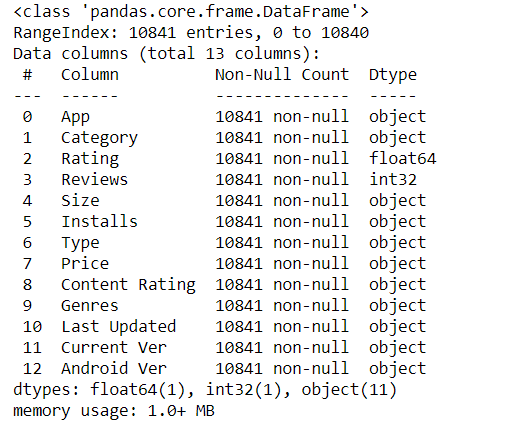 <class 'pandas.core.frame.DataFrame'>
RangeIndex: 10841 entries, 0 to 10840
Data columns (total 13 columns):
 #   Column          Non-Null Count  Dtype
---  ------          --------------  -----
 0   App             10841 non-null  object
 1   Category        10841 non-null  object
 2   Rating          10841 non-null  float64
 3   Reviews         10841 non-null  int32
 4   Size            10841 non-null  object
 5   Installs        10841 non-null  object
 6   Type            10841 non-null  object
 7   Price           10841 non-null  object
 8   Content Rating  10841 non-null  object
 9   Genres          10841 non-null  object
 10  Last Updated    10841 non-null  object
 11  Current Ver     10841 non-null  object
 12  Android Ver     10841 non-null  object
dtypes: float64(1), int32(1), object(11)
memory usage: 1.0+ MB